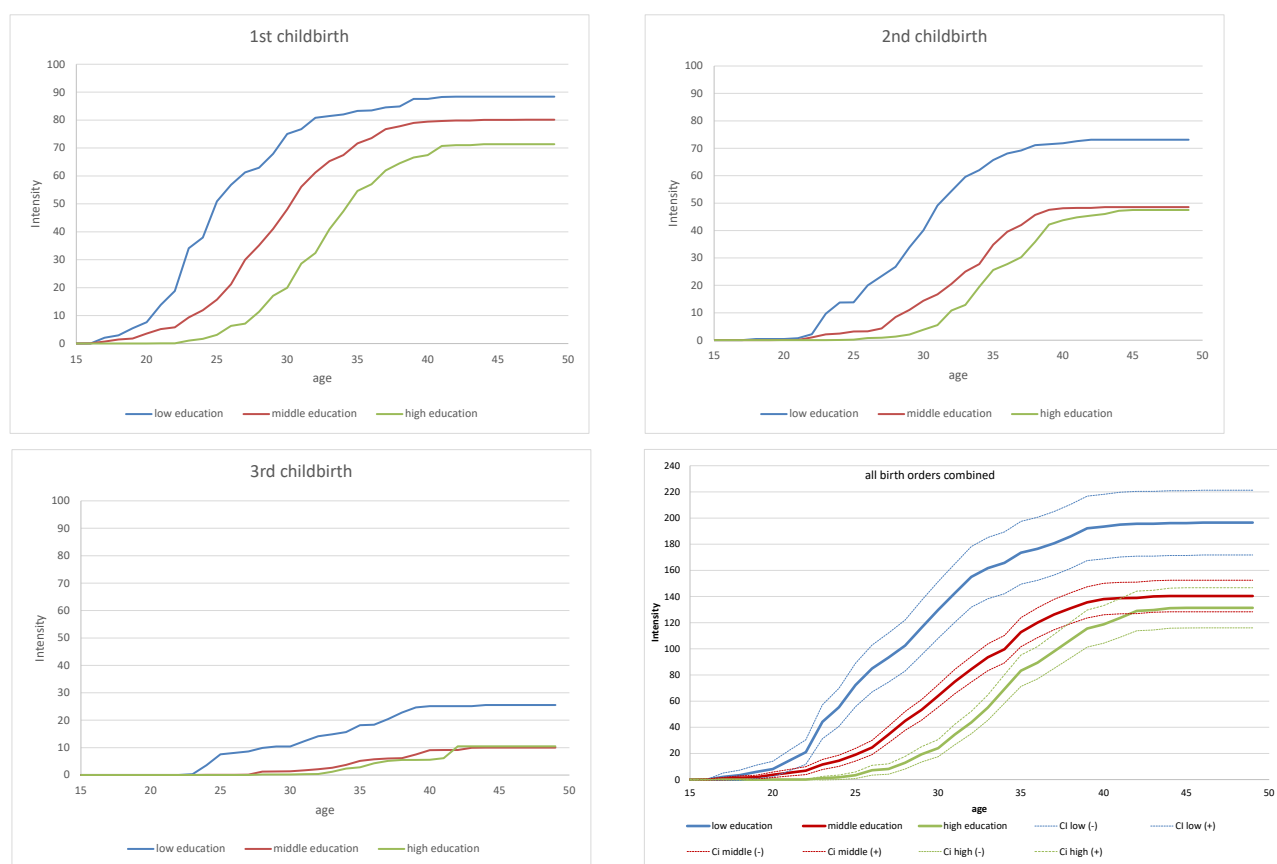 1st childbirth
100
90
80
70
60
50
40
30
20
10
0
Intensity
15 20 25 30 35 40 45 50
age
low education middle education high education
2nd childbirth
100
90
80
70
60
50
40
30
20
10
0
Intensity
15 20 25 30 35 40 45 50
age
low education middle education high education
3rd childbirth
100
90
80
70
60
50
40
30
20
10
0
Intensity
15 20 25 30 35 40 45 50
age
low education middle education high education
all birth orders combined
240
220
200
180
160
140
120
100
80
60
40
20
0
Intensity
15 20 25 30 35 40 45 50
age
low education middle education high education CI low (-) CI low (+)
Ci middle (-) Ci middle (+) Ci high (-) Ci high (+)